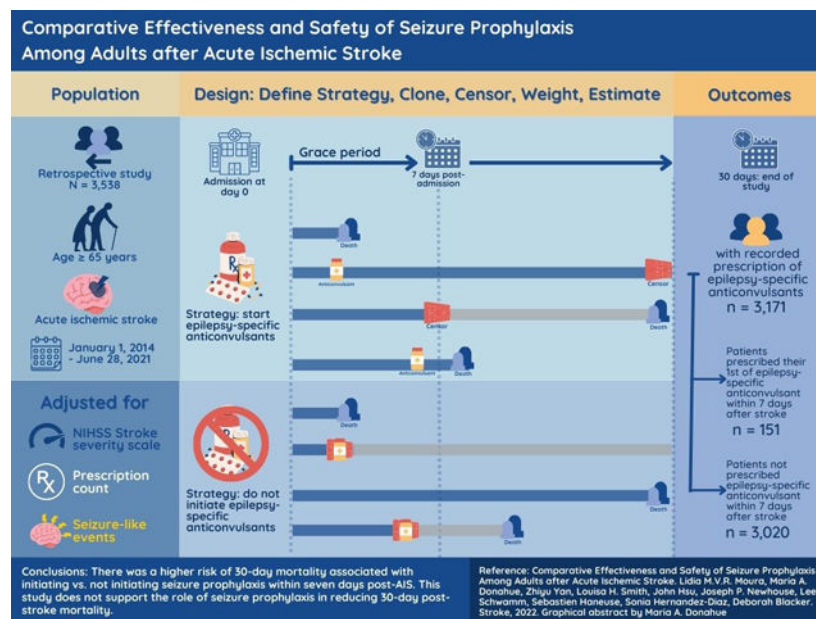 Comparative Effectiveness and Safety of Seizure Prophylaxis
Among Adults after Acute Ischemic Stroke
Population
Design: Define Strategy, Clone, Censor, Weight, Estimate
Outcomes
Retrospective study
N = 3,538
Age ≥ 65 years
Acute ischemic stroke
January 1, 2014
- June 28, 2021
Adjusted for
NIHSS Stroke
severity scale
Rx
Prescription
count
Seizure-like
events
Admission at
day 0
Grace period
7 days post-
admission
Rx
Strategy: start
epilepsy-specific
anticonvulsants
Death
Anticonvulsant
Censor
Censor
Death
Anticonvulsant
Death
Strategy: do not
initiate epilepsy-
specific
anticonvulsants
Death
Death
Death
30 days: end of
study
with recorded
prescription of
epilepsy-specific
anticonvulsants
n = 3,171
Patients
prescribed their
1st of epilepsy-
specific
anticonvulsant
within 7 days
after stroke
n = 151
Patients not
prescribed
epilepsy-specific
anticonvulsant
within 7 days
after stroke
n = 3,020
Conclusions: There was a higher risk of 30-day mortality associated with
initiating vs. not initiating seizure prophylaxis within seven days post-AIS. This
study does not support the role of seizure prophylaxis in reducing 30-day post-
stroke mortality.
Reference: Comparative Effectiveness and Safety of Seizure Prophylaxis
Among Adults after Acute Ischemic Stroke. Lidia M.V.R. Moura, Maria A.
Donahue, Zhiyu Yan, Louisa H. Smith, John Hsu, Joseph P. Newhouse, Lee
Schwamm, Sebastien Haneuse, Sonia Hernandez-Diaz, Deborah Blacker.
Stroke, 2022. Graphical abstract by Maria A. Donahue